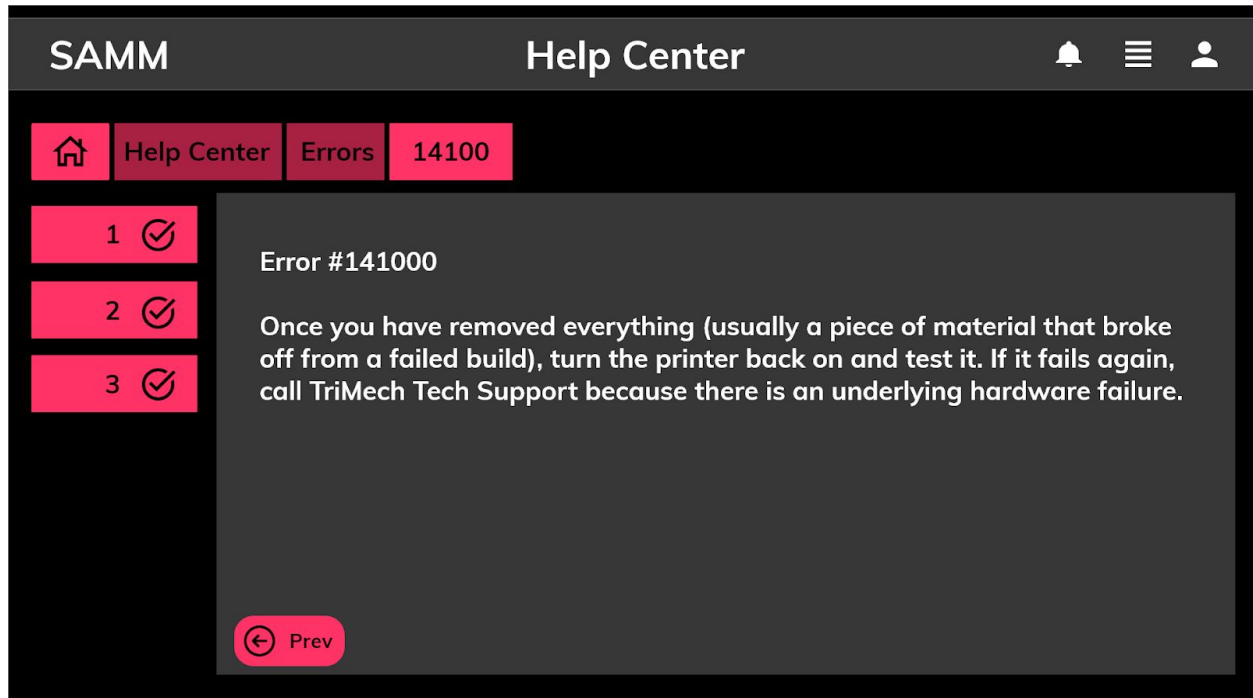 SAMM
Help Center
Help Center
Errors
14100
1
2
3
Error #141000
Once you have removed everything (usually a piece of material that broke
off from a failed build), turn the printer back on and test it. If it fails again,
call TriMech Tech Support because there is an underlying hardware failure.
Prev